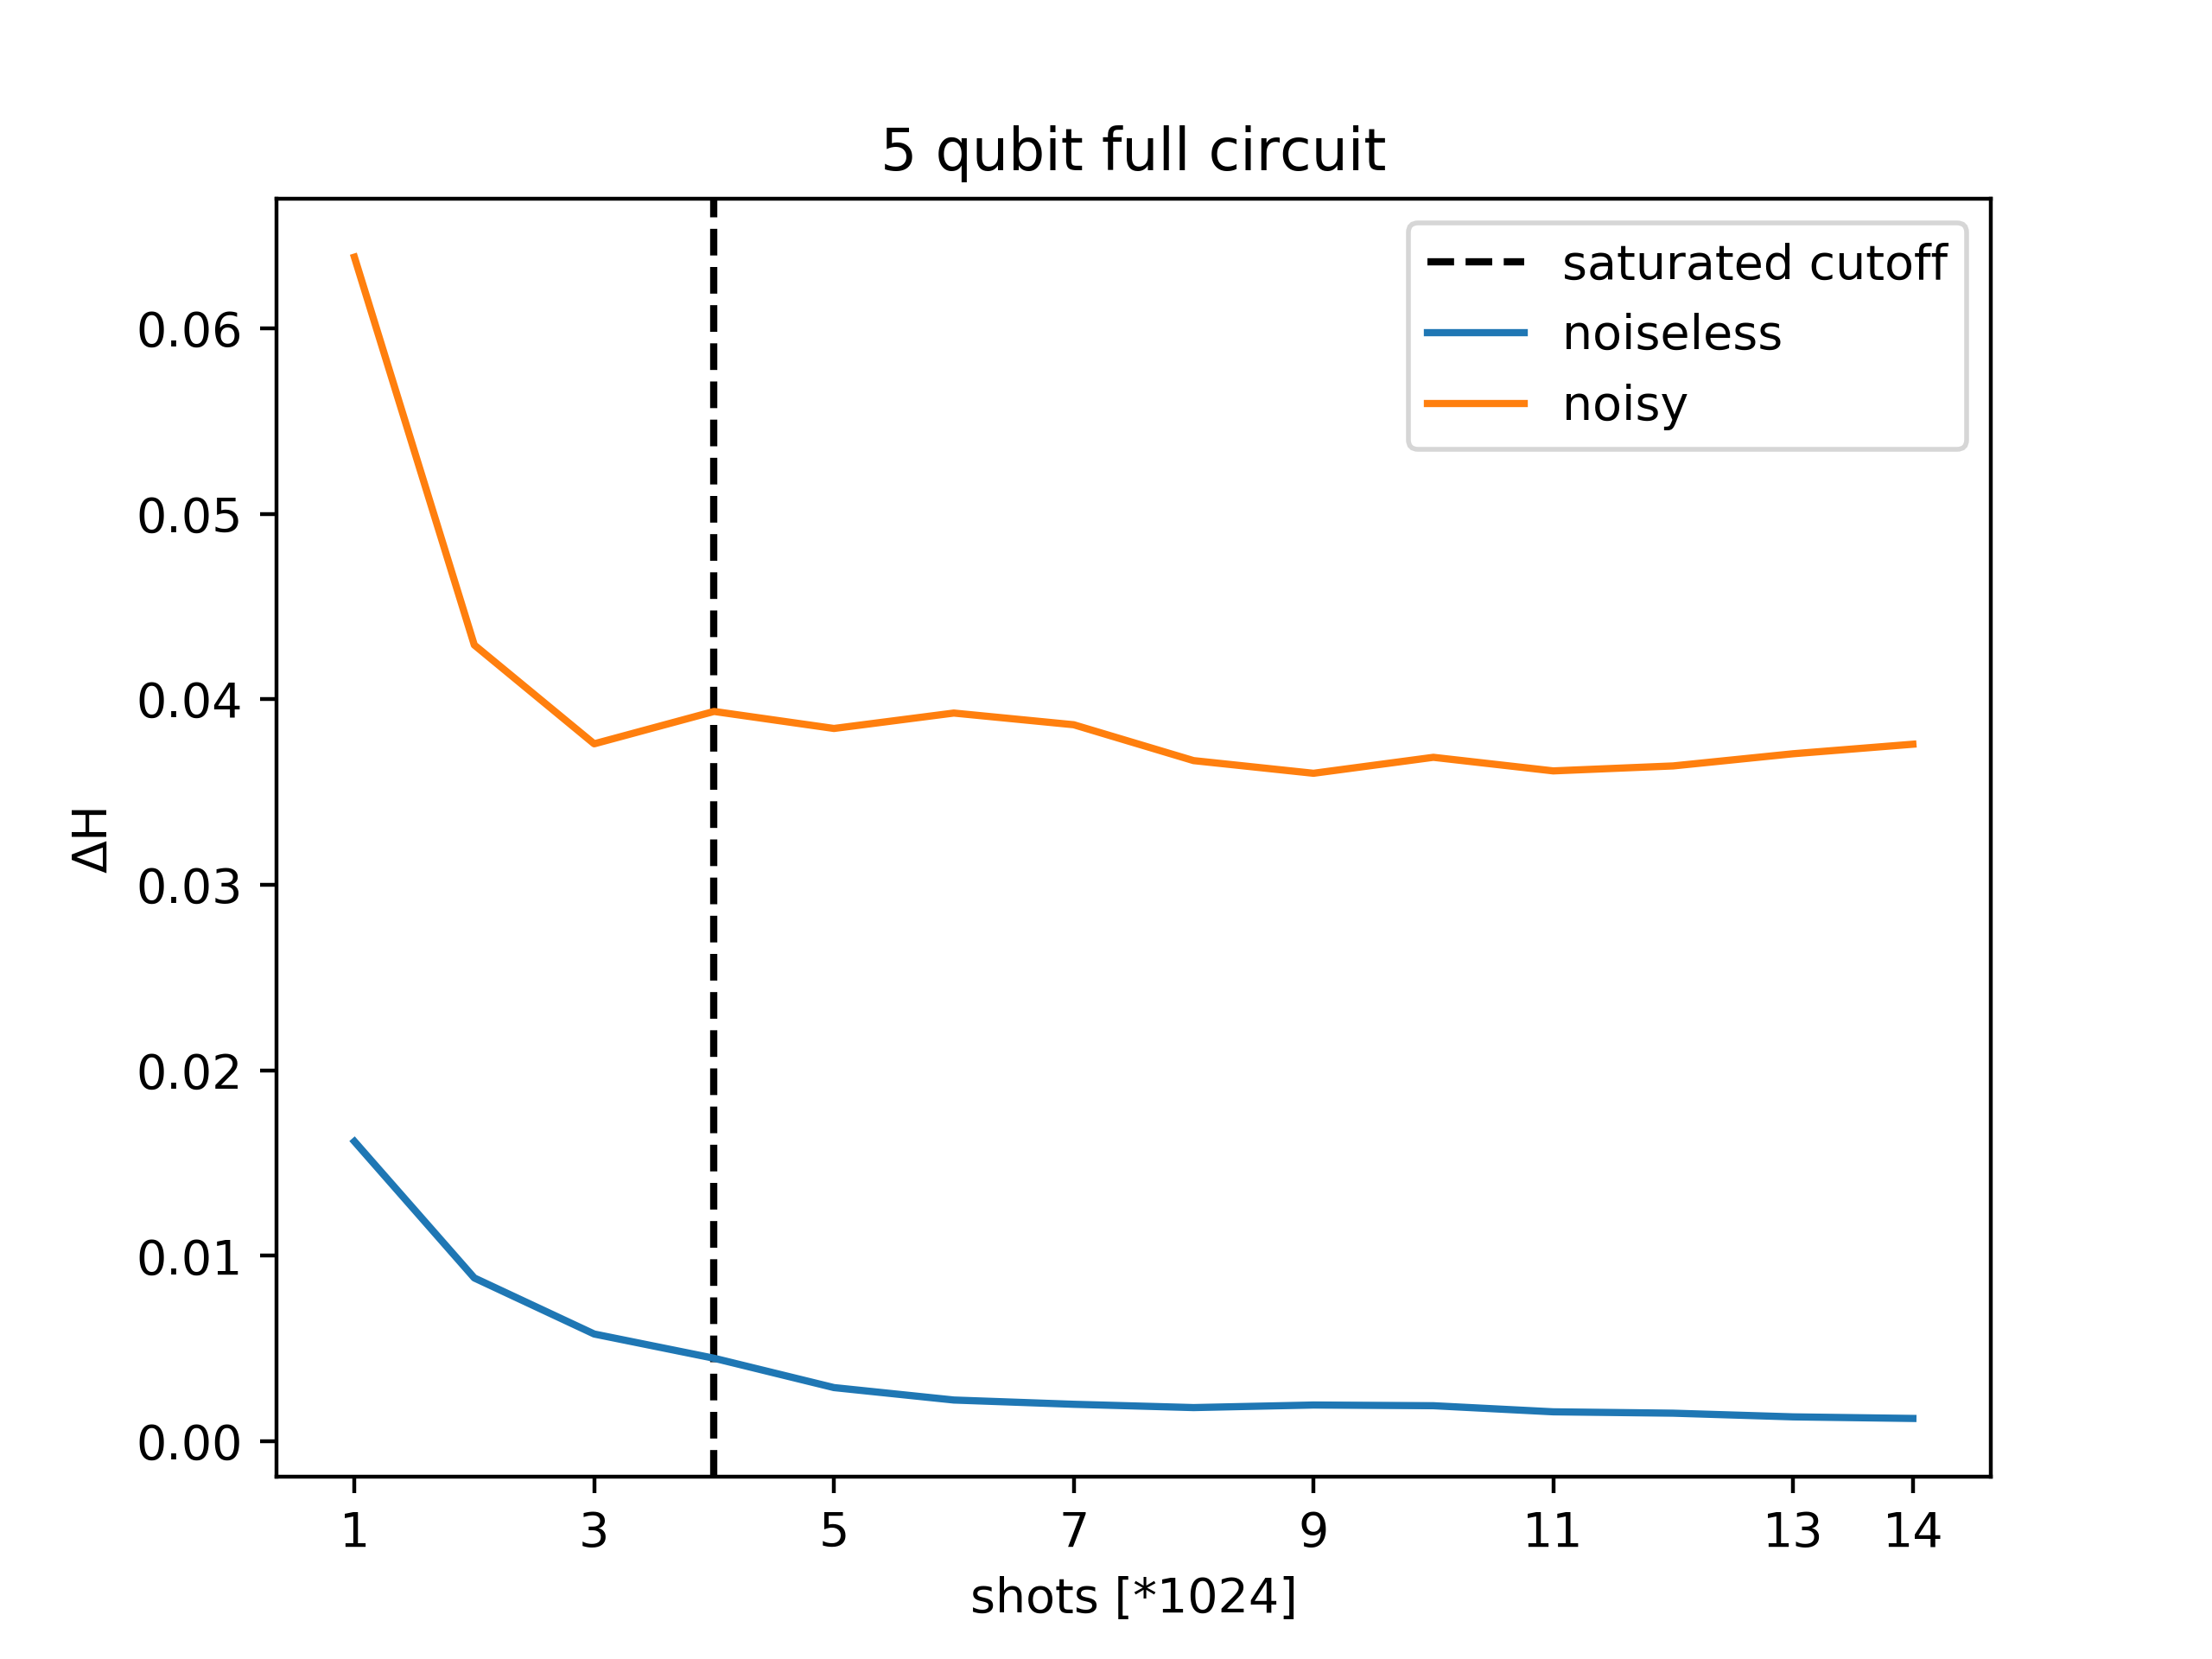 5 qubit full circuit
saturated cutoff
noiseless
noisy
0.06
0.05
0.04
0.03
0.02
0.01
0.00
ΔH
1 3 5 7 9 11 13 14
shots [*1024]